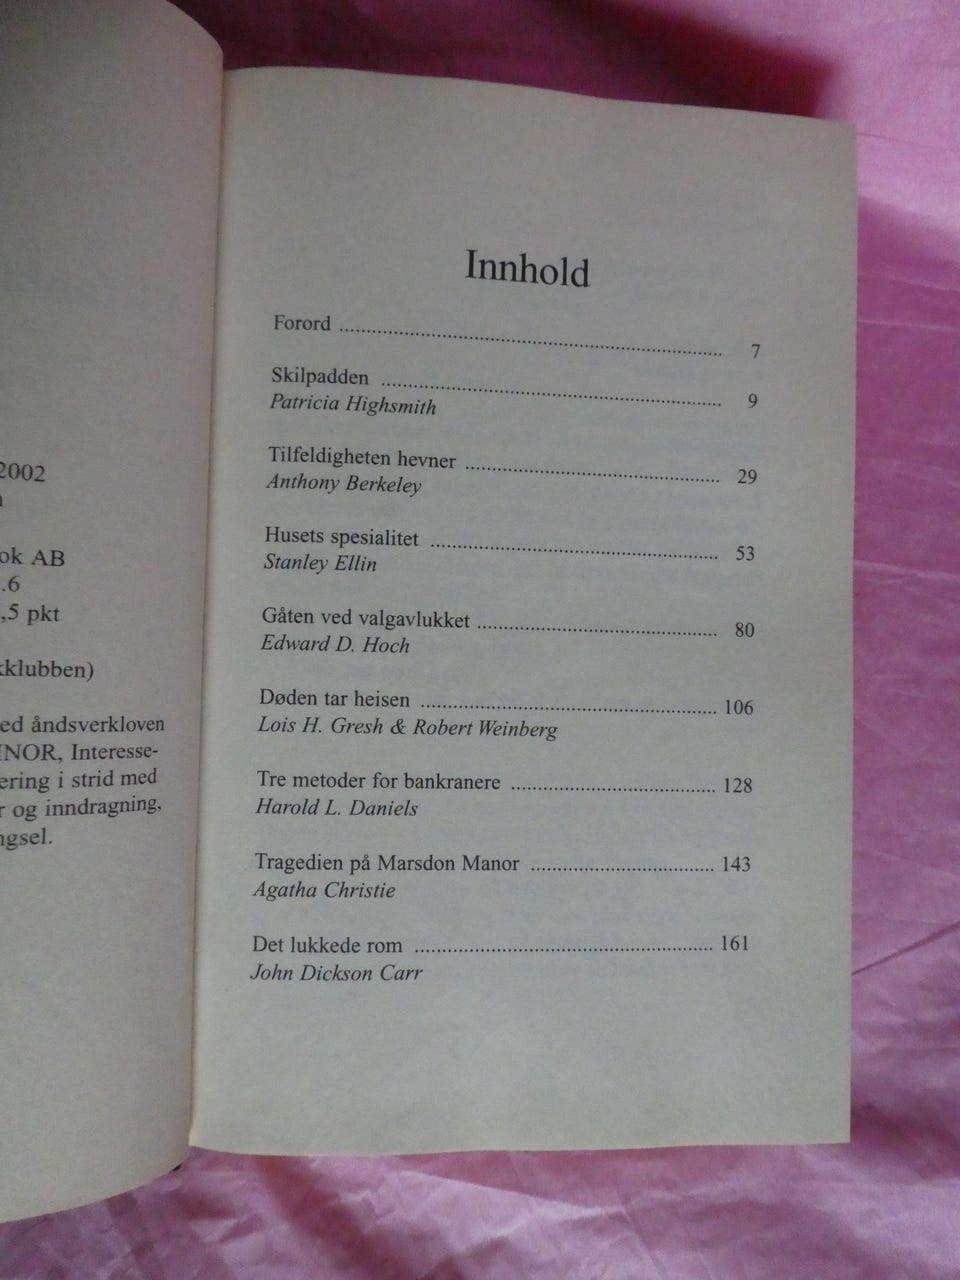 2002
ok AB
.6
,5 pkt
klubben)
ed åndsverkloven
INOR, Interesse-
ering i strid med
r og inndragning,
ngsel.
Innhold
Forord ........ 7
Skilpadden ........ 9
Patricia Highsmith
Tilfeldigheten hevner ........ 29
Anthony Berkeley
Husets spesialitet ........ 53
Stanley Ellin
Gåten ved valgavlukket ........ 80
Edward D. Hoch
Døden tar heisen ........ 106
Lois H. Gresh & Robert Weinberg
Tre metoder for bankranere ........ 128
Harold L. Daniels
Tragedien på Marsdon Manor ........ 143
Agatha Christie
Det lukkede rom ........ 161
John Dickson Carr